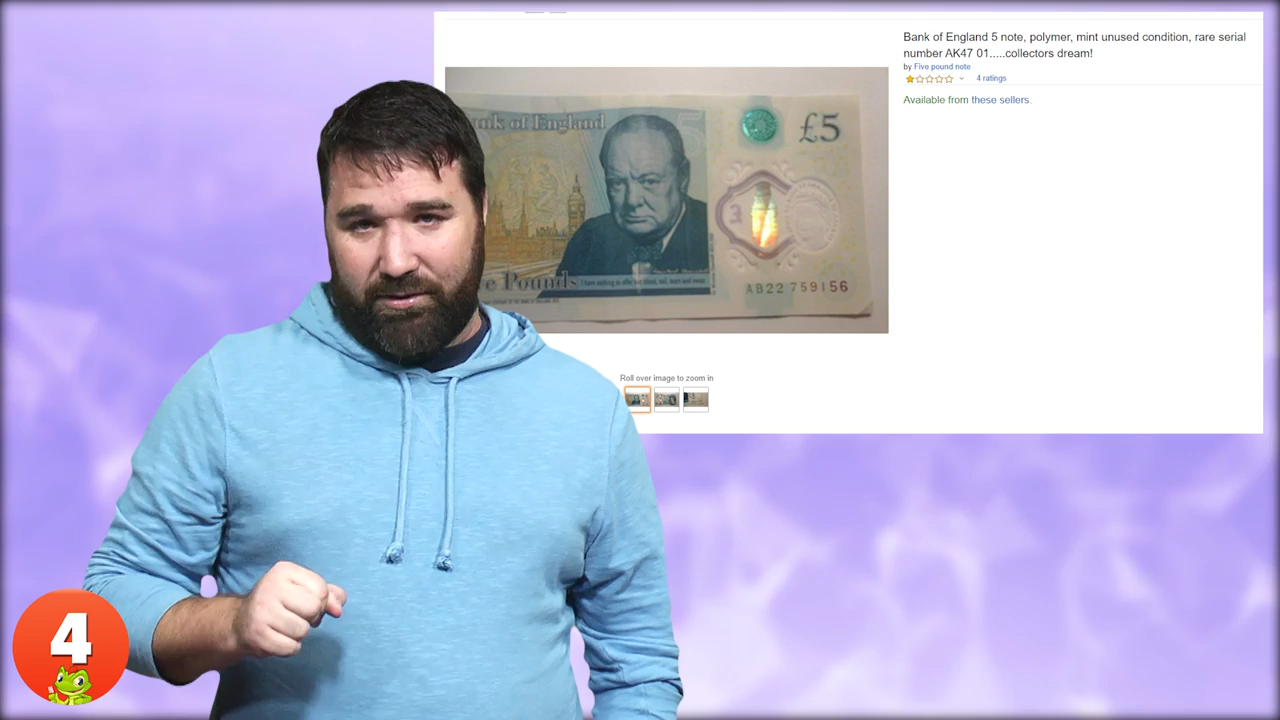 Bank of England 5 note, polymer, mint unused condition, rare serial
number AK47 01.....collectors dream!
by Five pound note
4 ratings
Available from these sellers.
of England
£5
Pounds
AB22 759156
Roll over image to zoom in
4